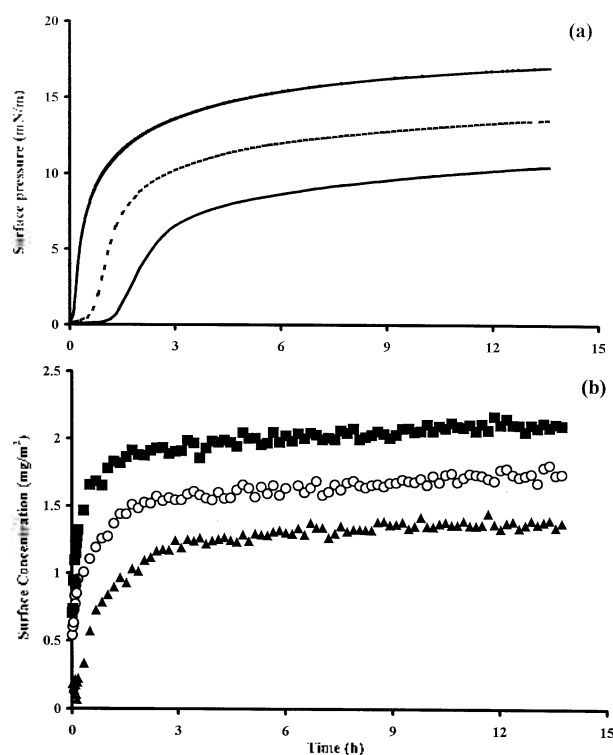 (a)
20
15
10
5
0
Surface pressure (mN/m)
0 3 6 9 12 15
(b)
2.5
2
1.5
1
0.5
0
Surface Concentration (mg/m²)
0 3 6 9 12 15
Time (h)